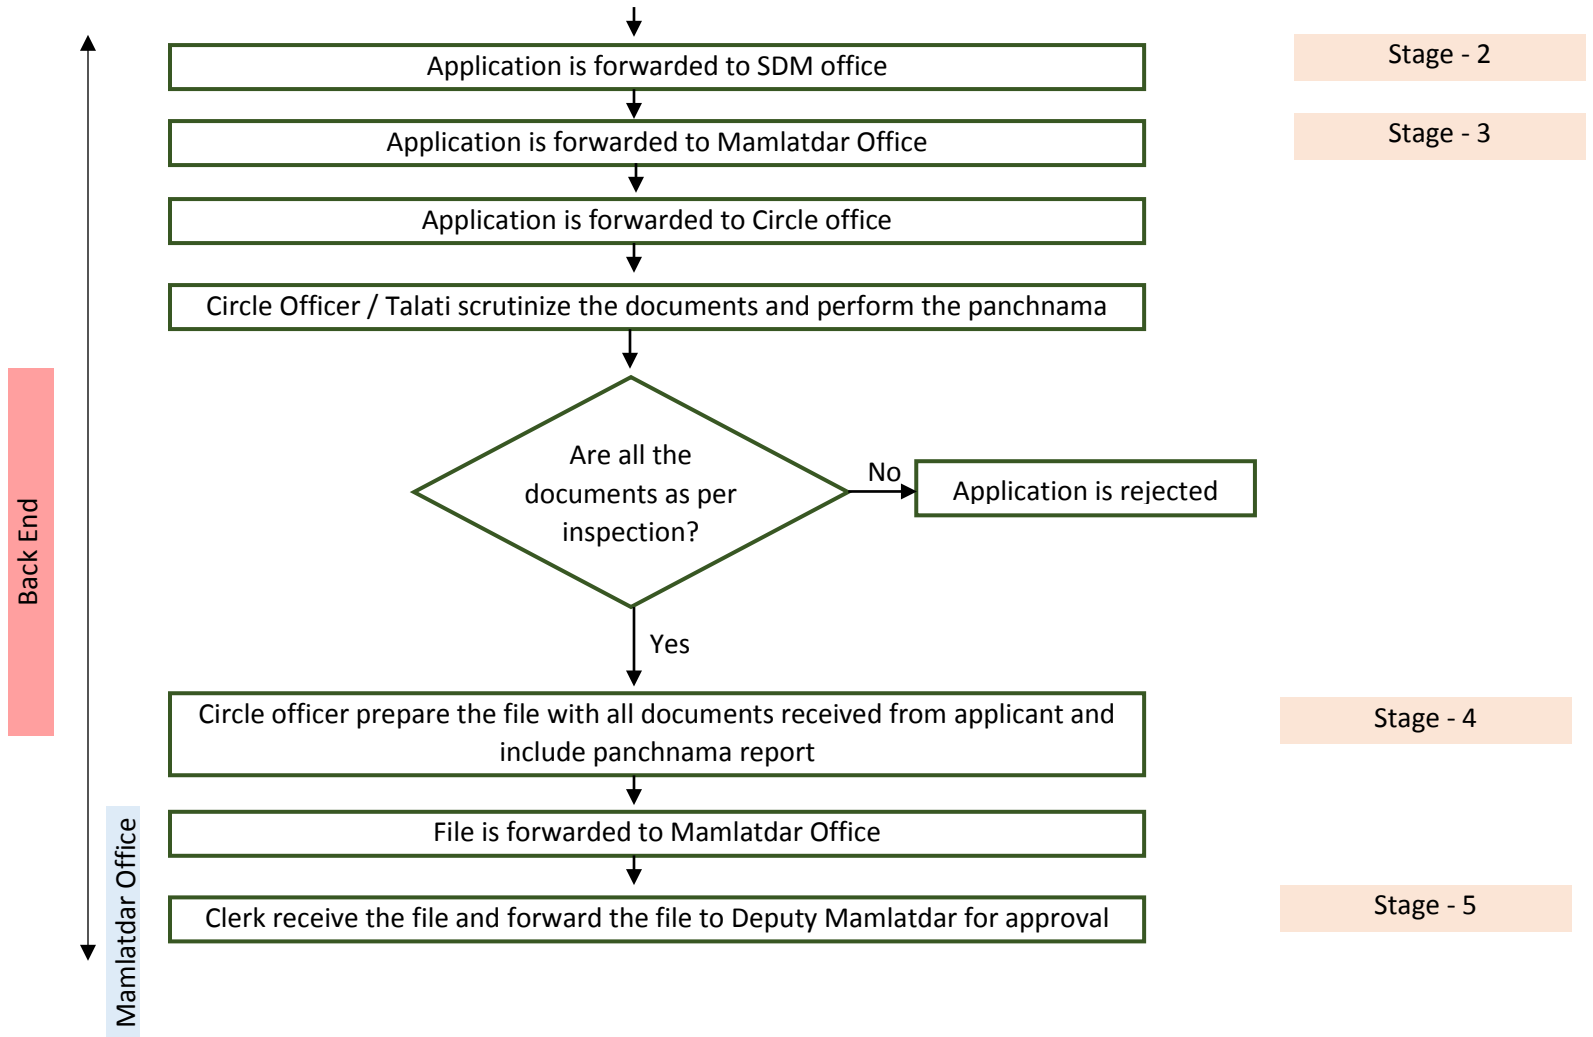 Application is forwarded to SDM office
Stage - 2
Application is forwarded to Mamlatdar Office
Stage - 3
Application is forwarded to Circle office
Circle Officer / Talati scrutinize the documents and perform the panchnama
Are all the
documents as per
inspection?
No
Application is rejected
Back End
Yes
Circle officer prepare the file with all documents received from applicant and
include panchnama report
Stage - 4
File is forwarded to Mamlatdar Office
Mamlatdar Office
Clerk receive the file and forward the file to Deputy Mamlatdar for approval
Stage - 5